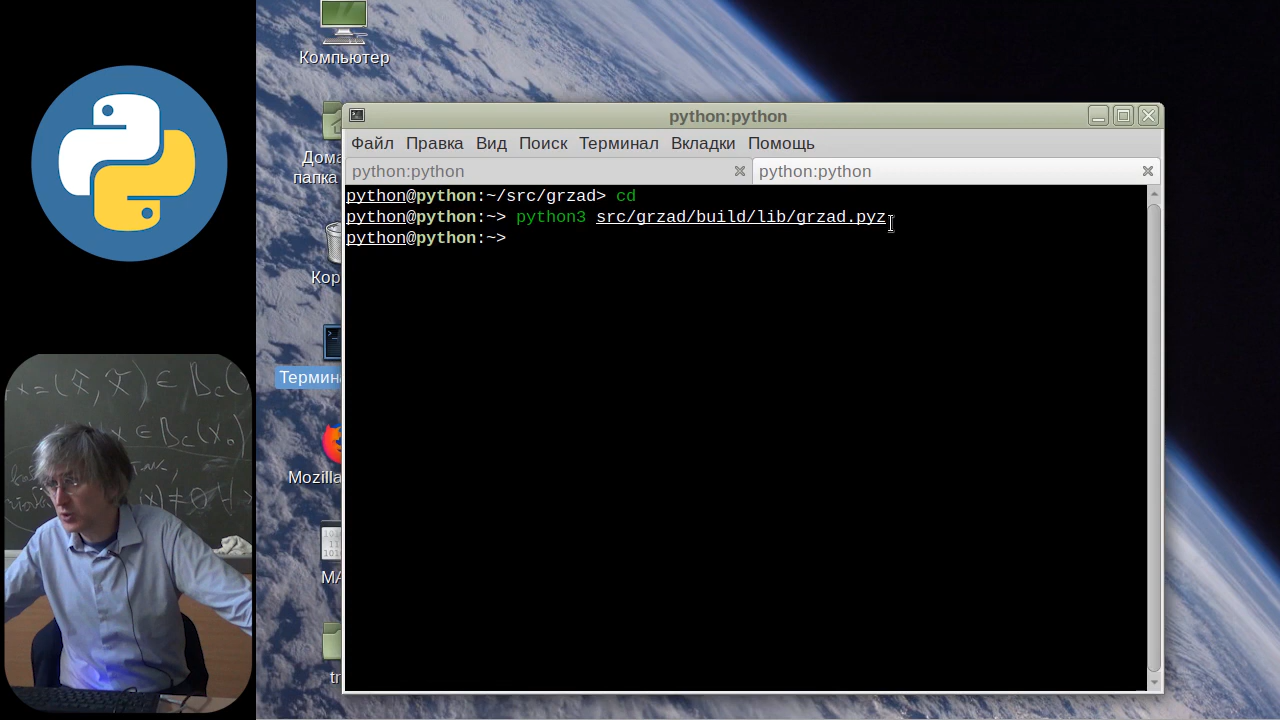 Компьютер
python:python
Файл Правка Вид Поиск Терминал Вкладки Помощь
python:python
python:python
python@python:~/src/grzad> cd
python@python:~> python3 src/grzad/build/lib/grzad.pyz
python@python:~>
Mozilla